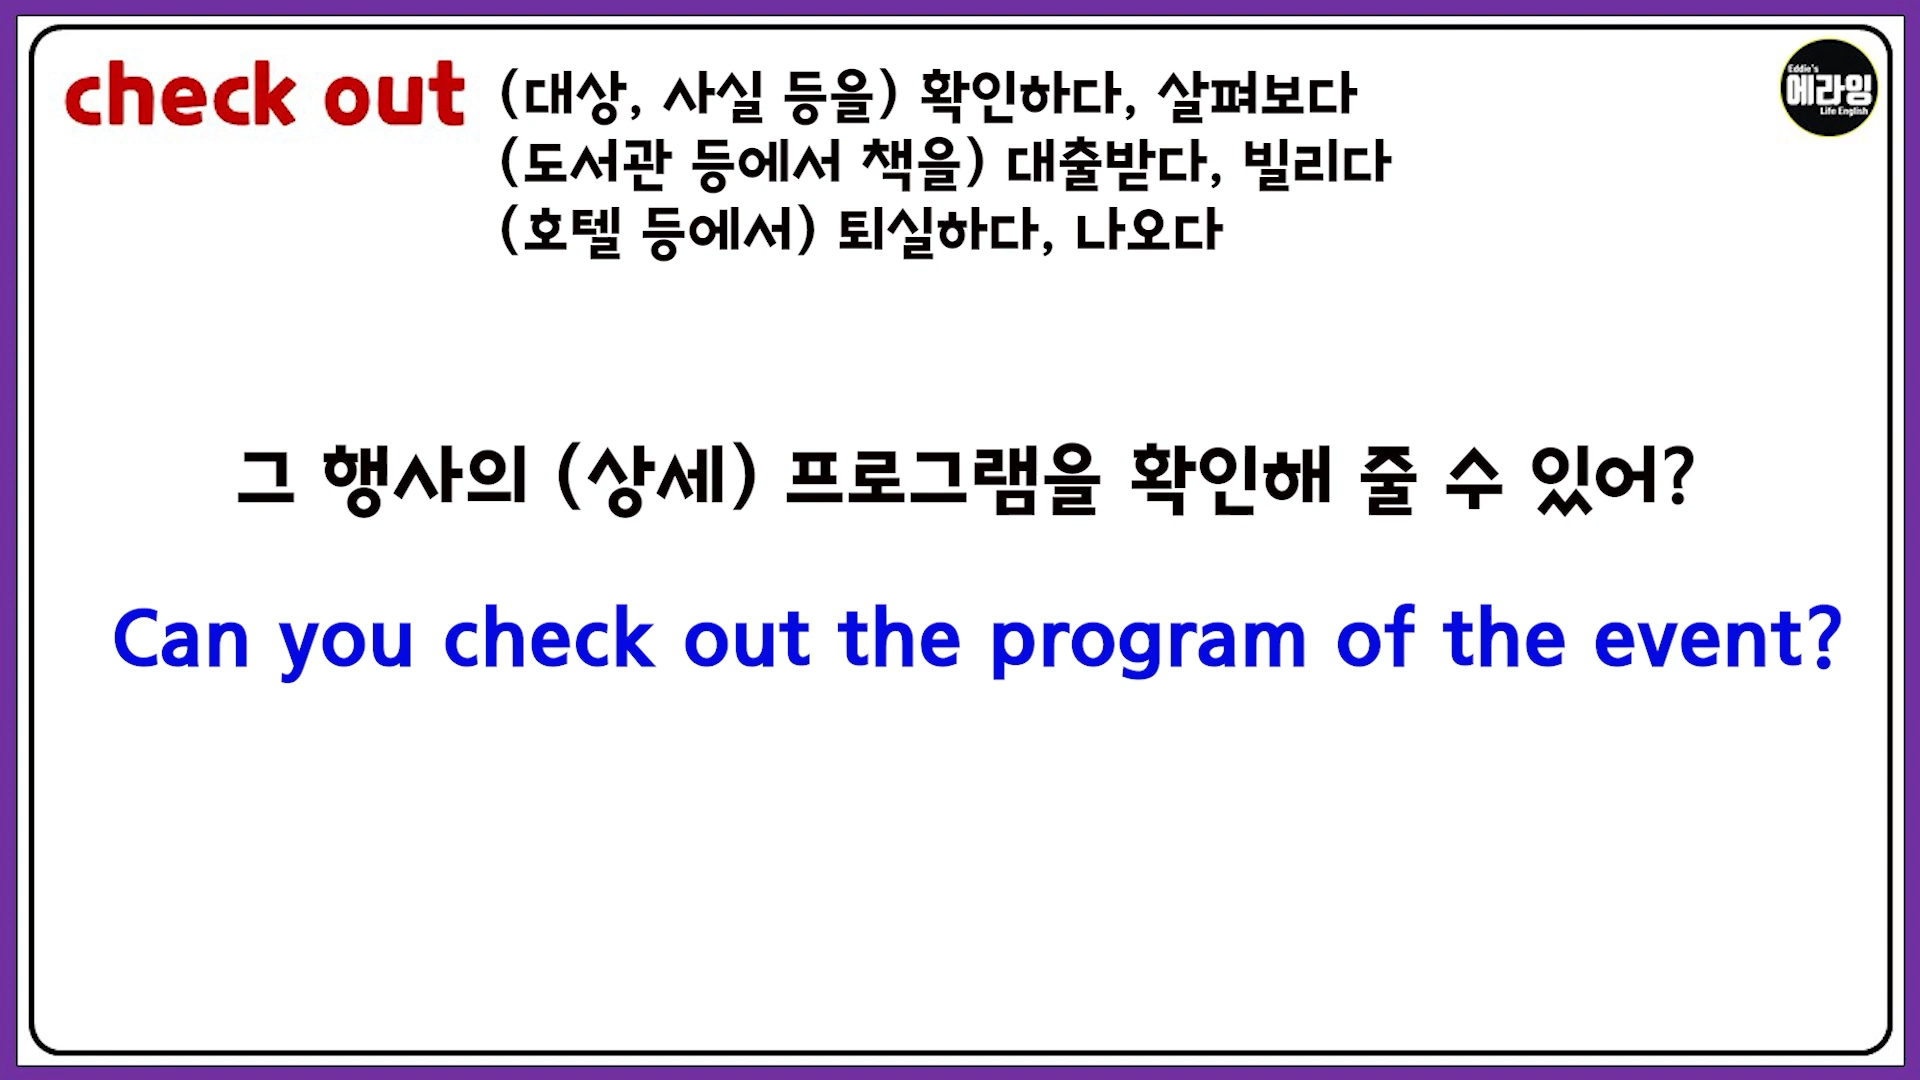 check out (대상, 사실 등을) 확인하다, 살펴보다
(도서관 등에서 책을) 대출받다, 빌리다
(호텔 등에서) 퇴실하다, 나오다
Eddie's
에라잉
Life English
그 행사의 (상세) 프로그램을 확인해 줄 수 있어?
Can you check out the program of the event?